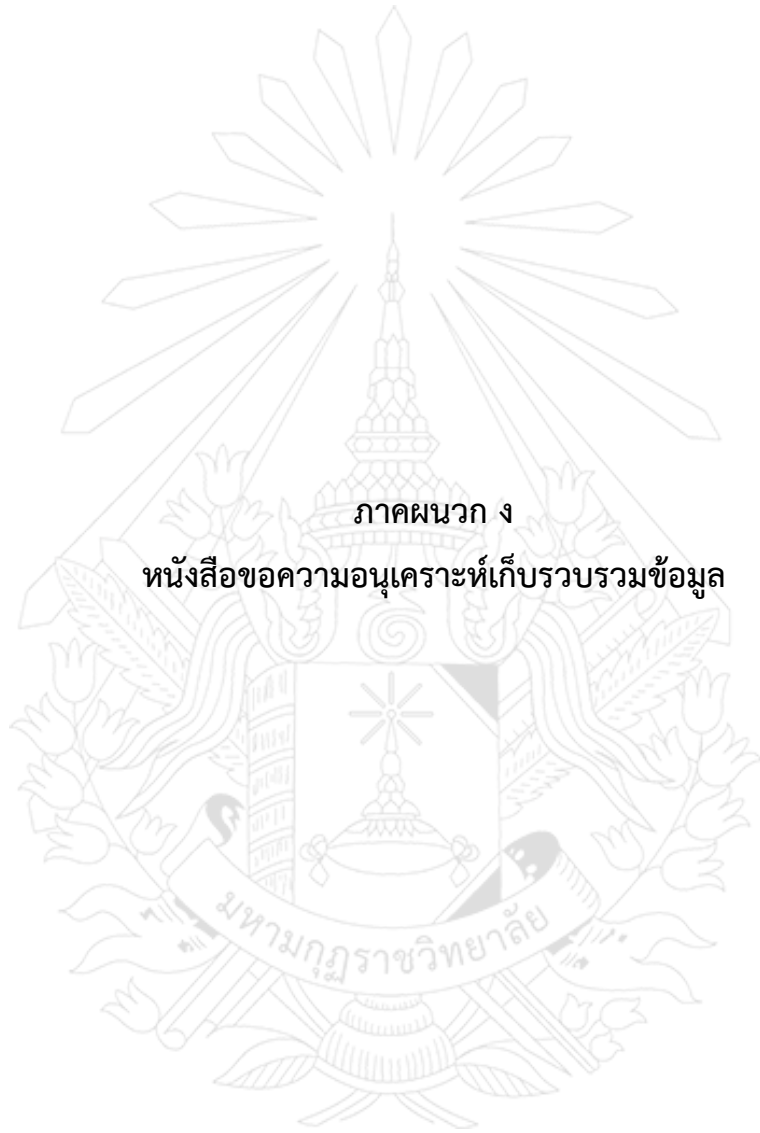 ภาคผนวก ง
หนังสือขอความอนุเคราะห์เก็บรวบรวมข้อมูล
มหามกุฏราชวิทยาลัย